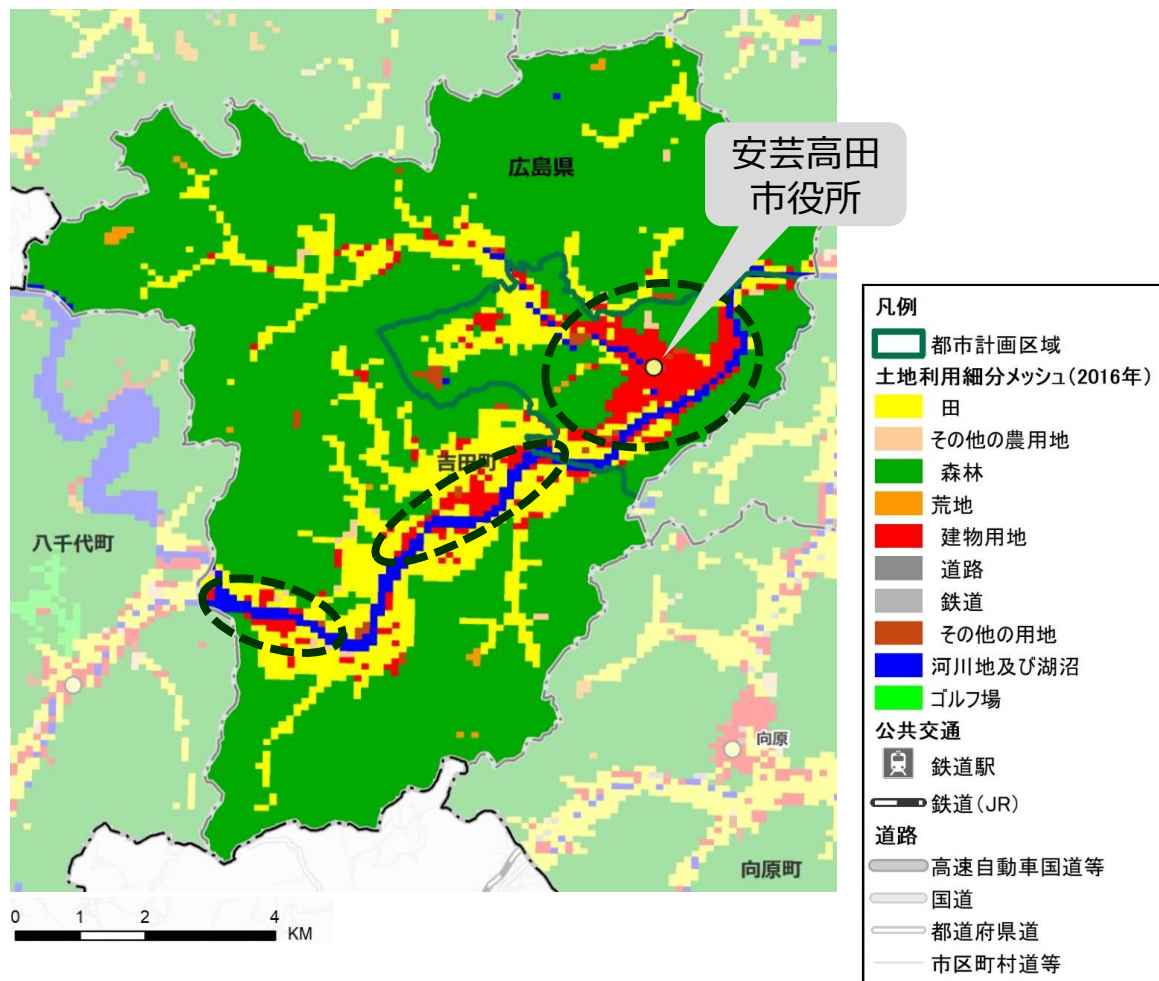 広島県
安芸高田
市役所
吉田町
八千代町
向原
向原町
0 1 2 4
KM
凡例
都市計画区域
土地利用細分メッシュ(2016年)
田
その他の農用地
森林
荒地
建物用地
道路
鉄道
その他の用地
河川地及び湖沼
ゴルフ場
公共交通
鉄道駅
鉄道(JR)
道路
高速自動車国道等
国道
都道府県道
市区町村道等